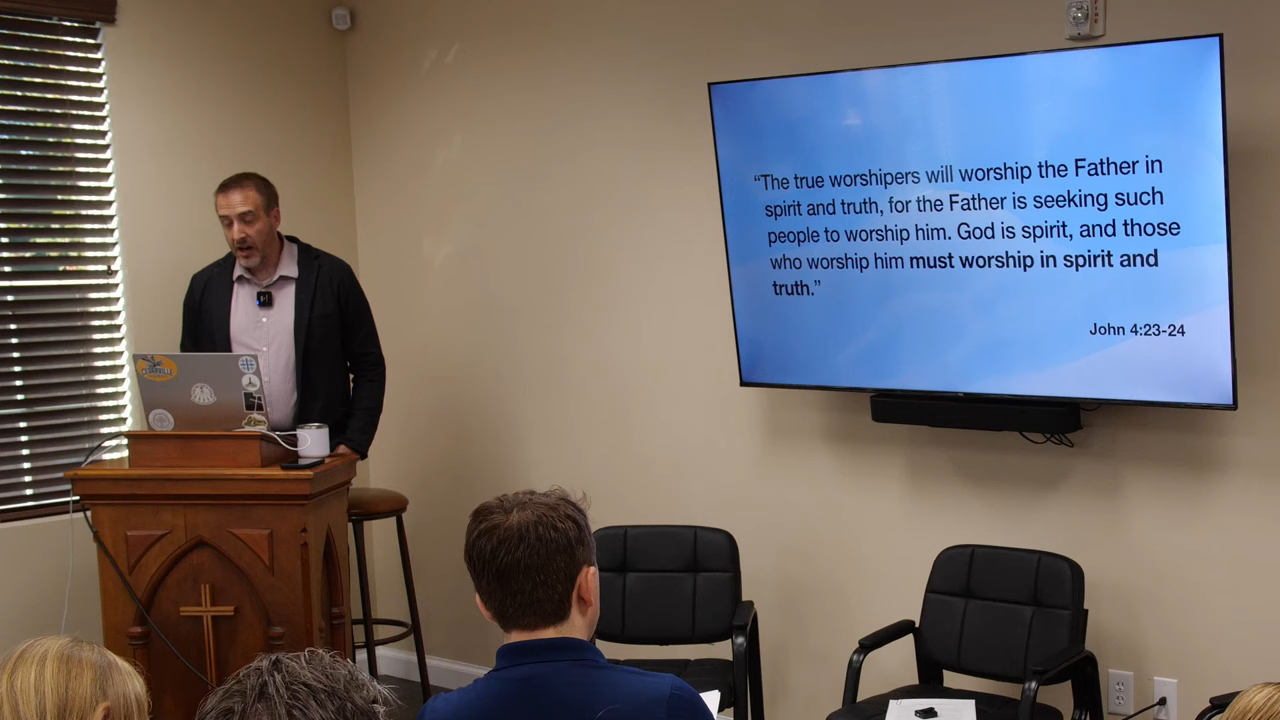 “The true worshipers will worship the Father in
spirit and truth, for the Father is seeking such
people to worship him. God is spirit, and those
who worship him must worship in spirit and
truth.”
John 4:23-24
CEDARVILLE
FIRE